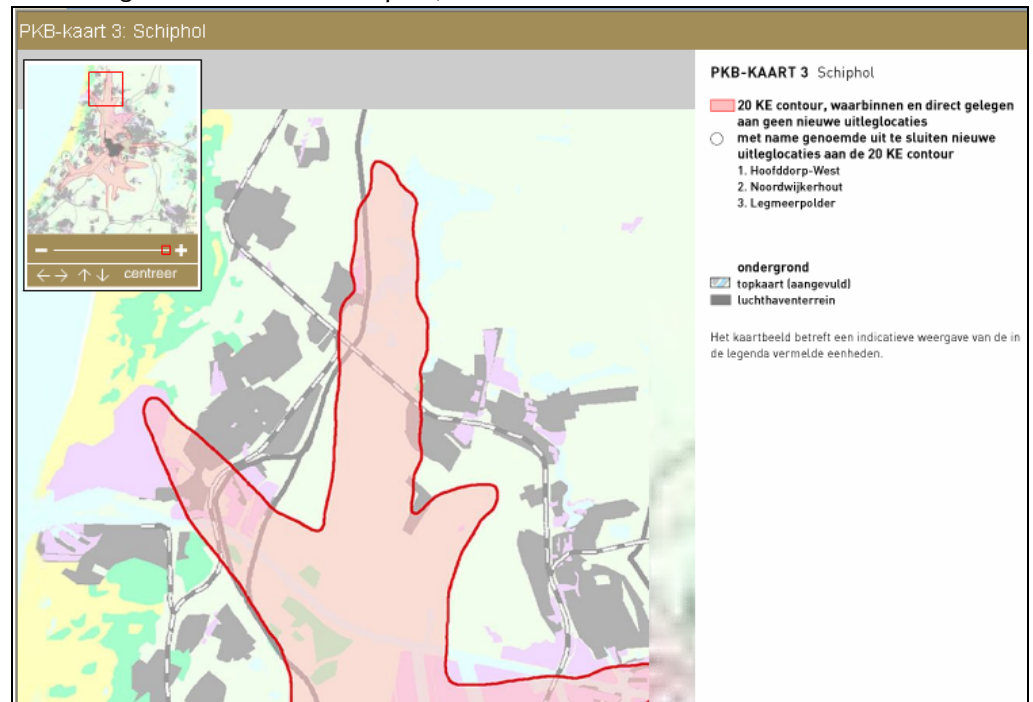 PKB-kaart 3: Schiphol
centreer
PKB-KAART 3 Schiphol
20 KE contour, waarbinnen en direct gelegen
aan geen nieuwe uitleglocaties
met name genoemde uit te sluiten nieuwe
uitleglocaties aan de 20 KE contour
1. Hoofddorp-West
2. Noordwijkerhout
3. Legmeerpolder
ondergrond
topkaart (aangevuld)
luchthaventerrein
Het kaartbeeld betreft een indicatieve weergave van de in
de legenda vermelde eenheden.